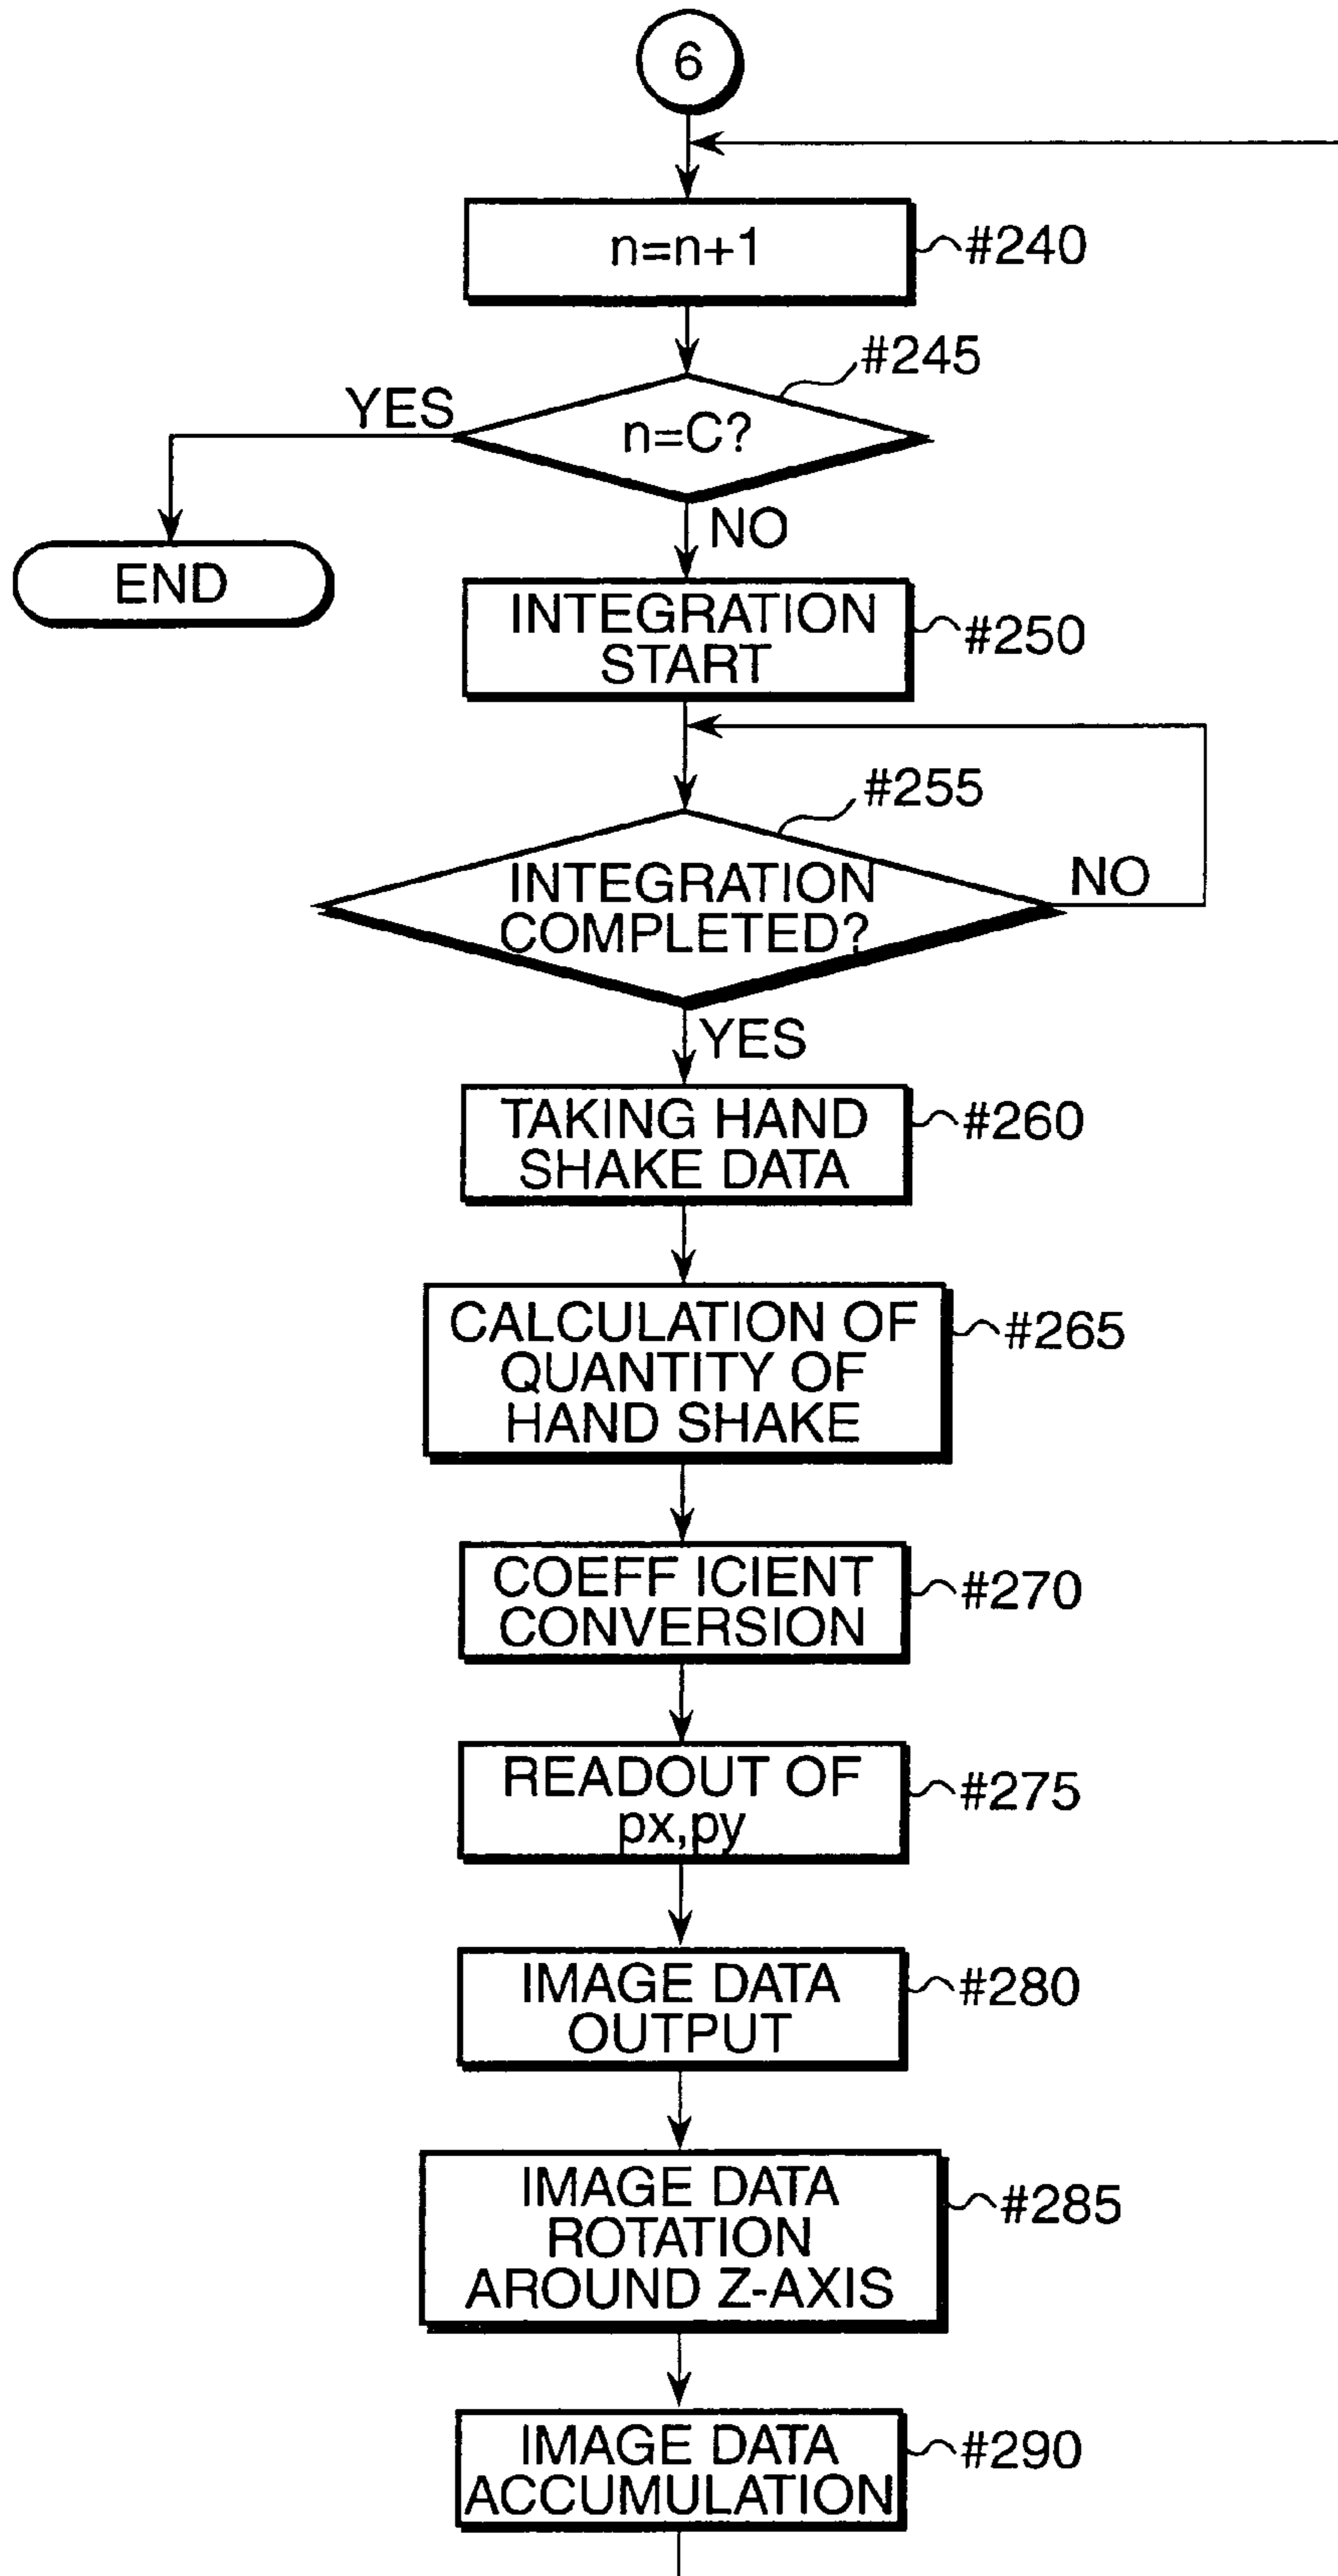 6
n=n+1
#240
#245
YES
n=C?
NO
END
INTEGRATION
START
#250
#255
INTEGRATION
COMPLETED?
NO
YES
TAKING HAND
SHAKE DATA
#260
CALCULATION OF
QUANTITY OF
HAND SHAKE
#265
COEFF ICIENT
CONVERSION
#270
READOUT OF
px,py
#275
IMAGE DATA
OUTPUT
#280
IMAGE DATA
ROTATION
AROUND Z-AXIS
#285
IMAGE DATA
ACCUMULATION
#290